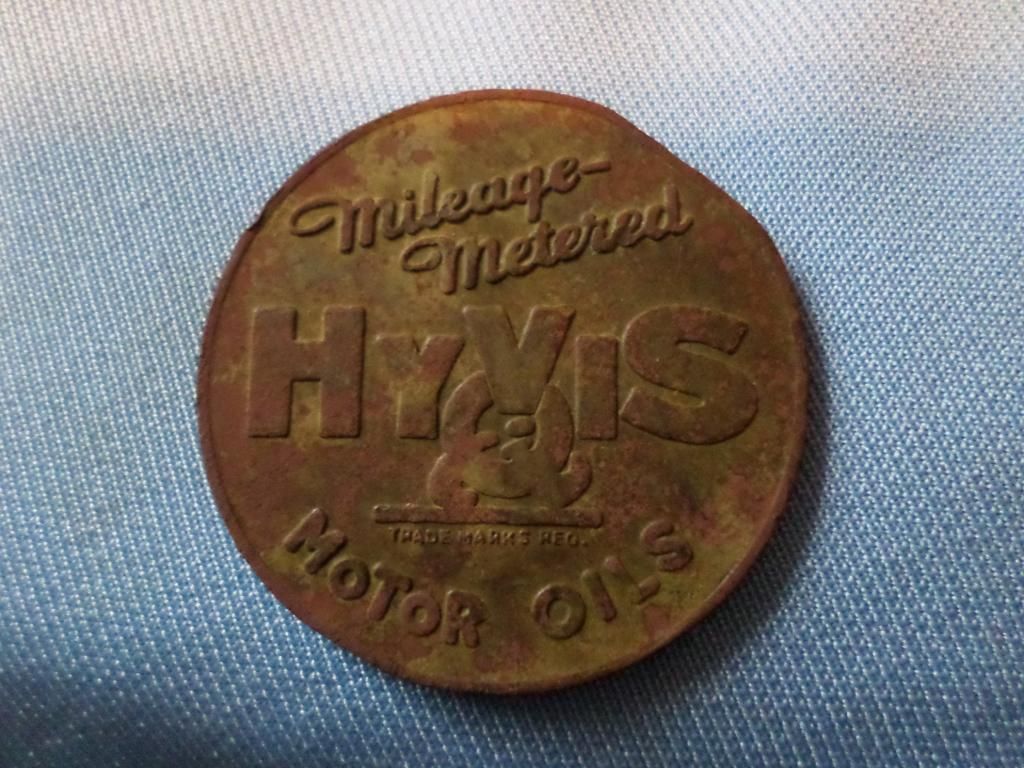 Mileage-
Metered
HYVIS
TRADE MARKS REG.
MOTOR OILS